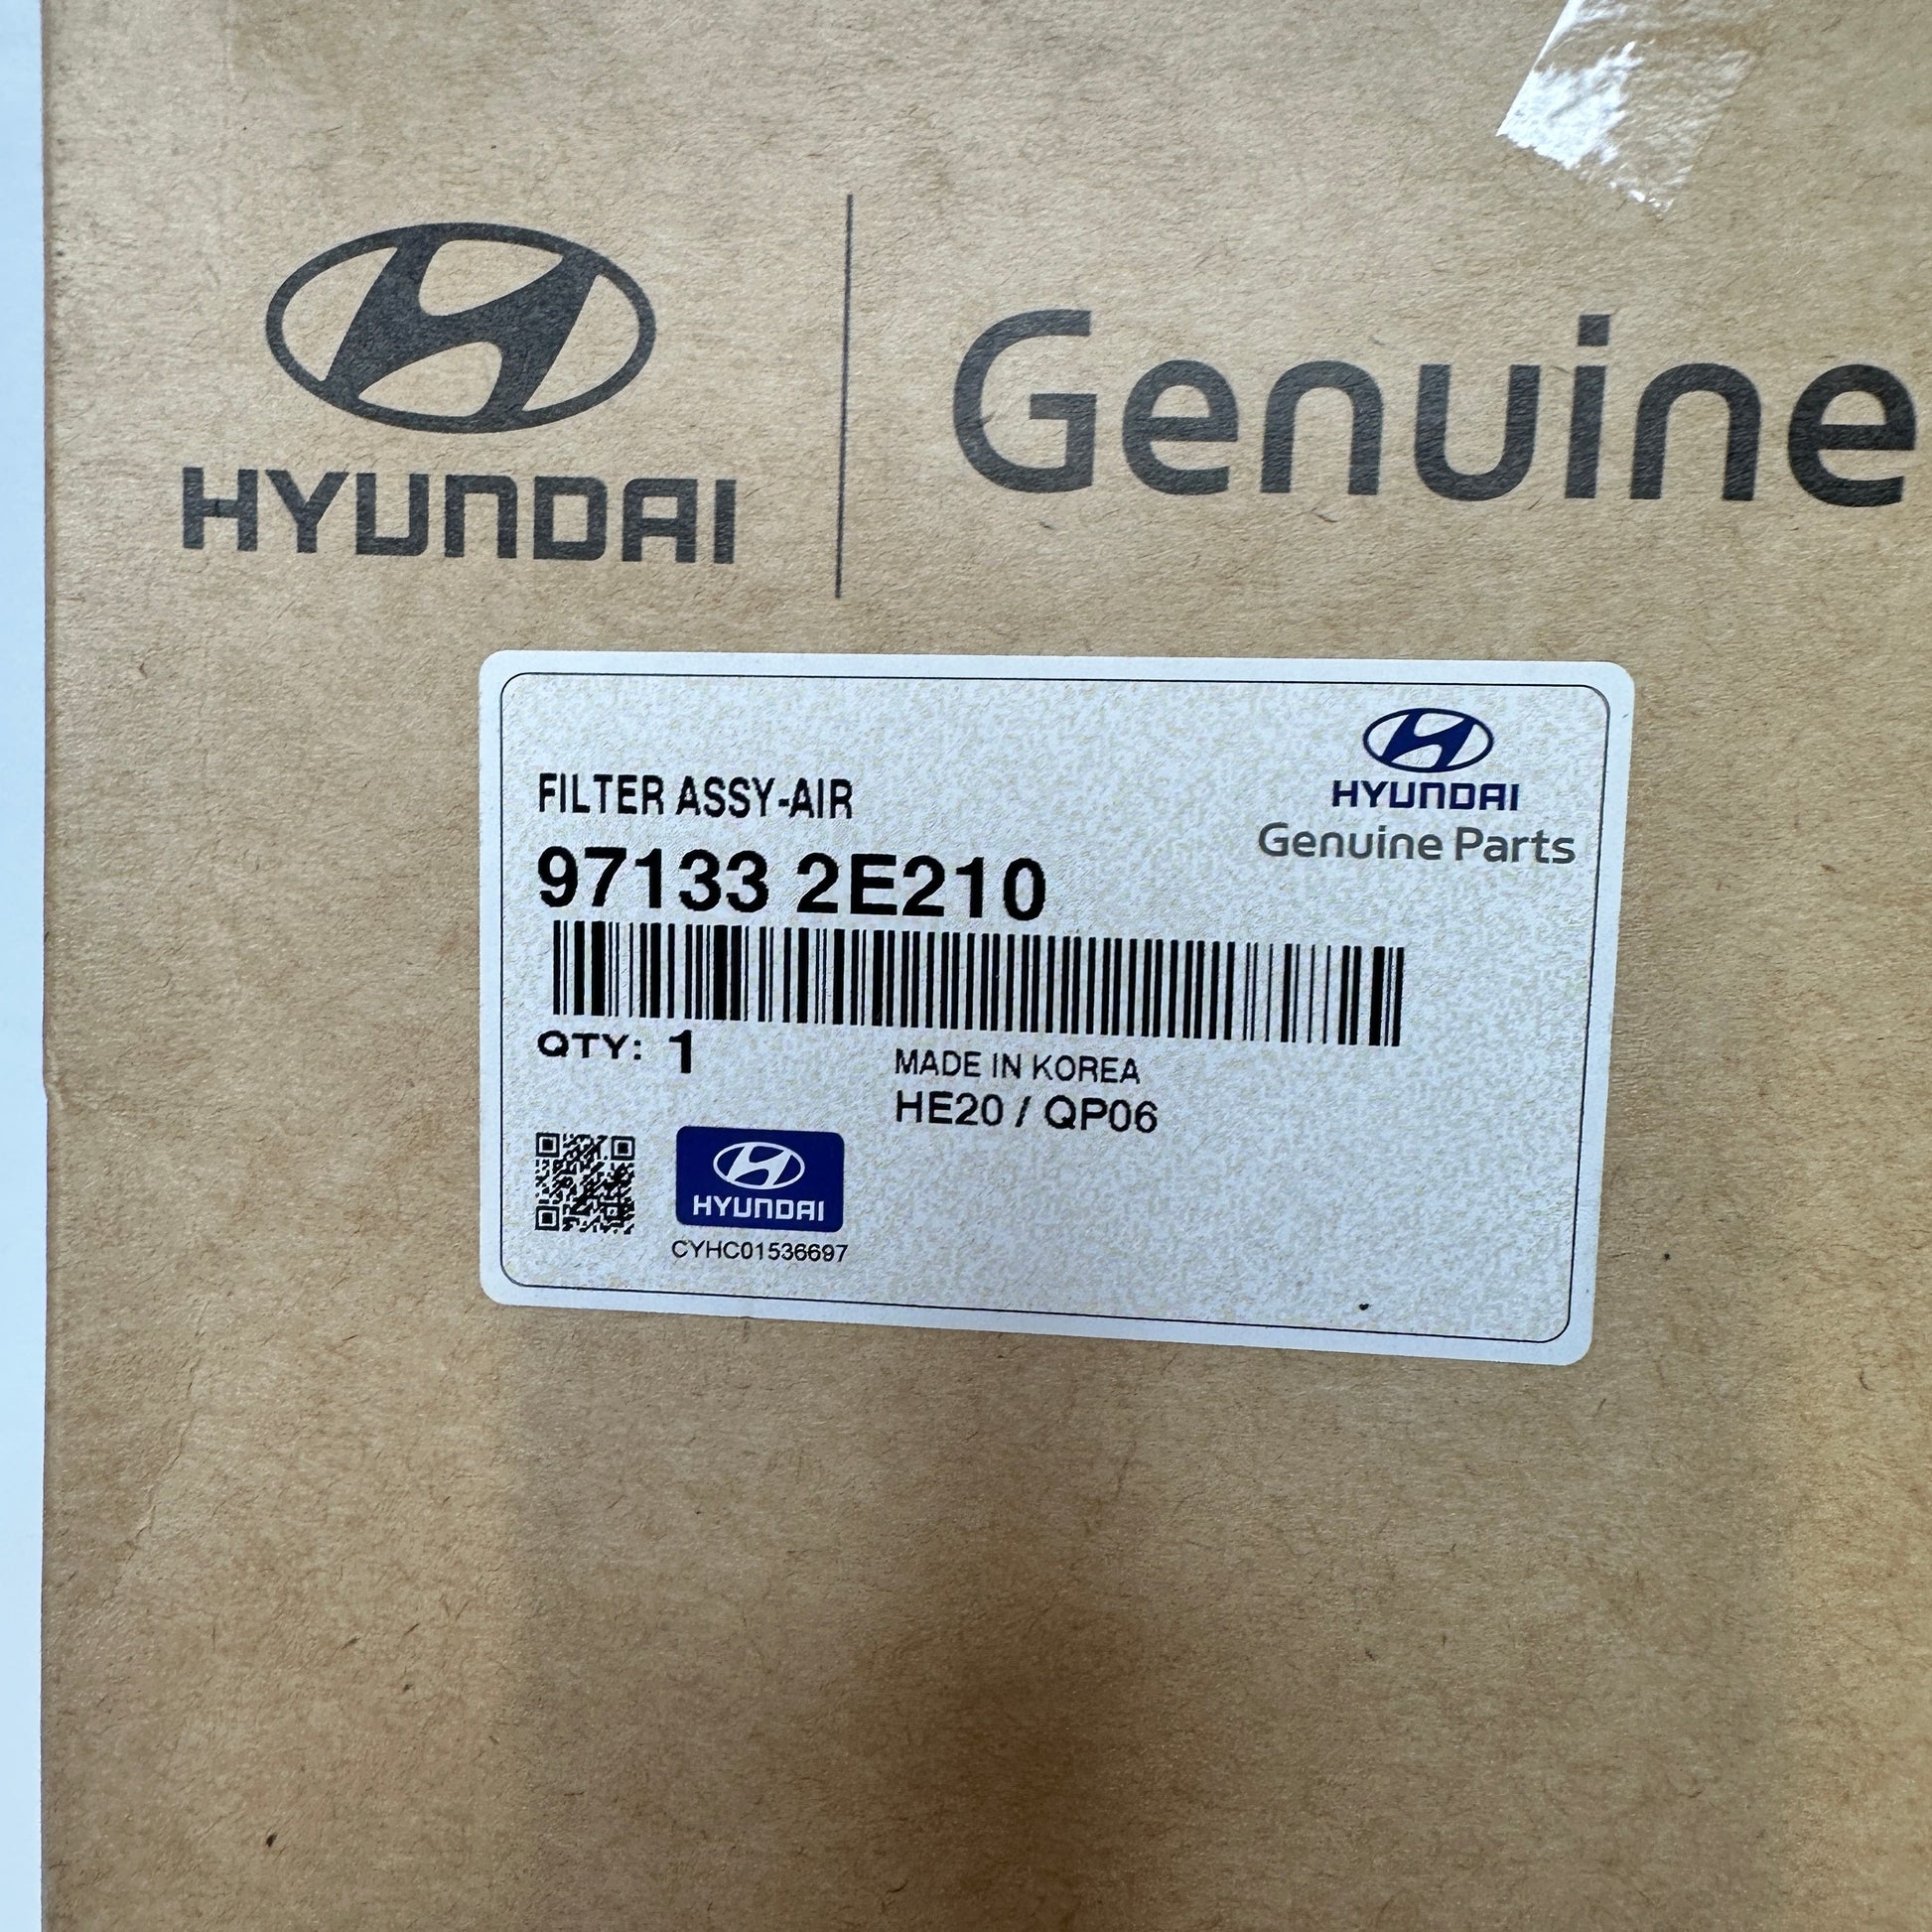 HYUNDAI
Genuine
HYUNDAI
Genuine Parts
FILTER ASSY-AIR
97133 2E210
QTY: 1
MADE IN KOREA
HE20 / QP06
HYUNDAI
CYHC01536697